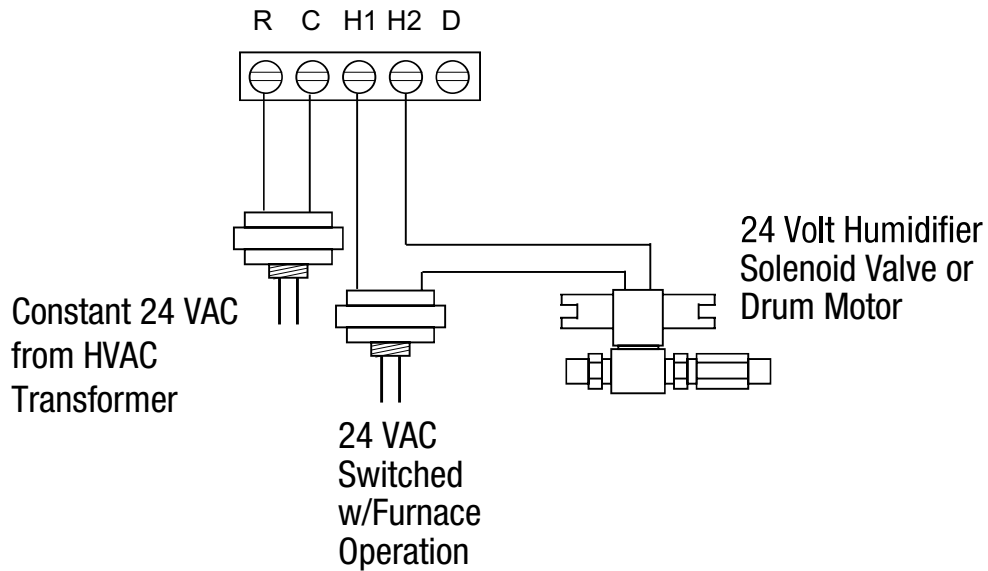 R C H1 H2 D
24 Volt Humidifier
Solenoid Valve or
Drum Motor
Constant 24 VAC
from HVAC
Transformer
24 VAC
Switched
w/Furnace
Operation